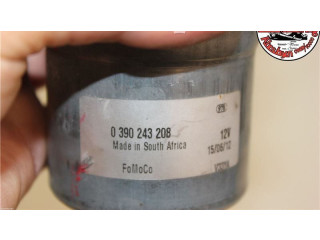 0 390 243 208
12V
Made in South Africa
15/06/12
FoMoCo